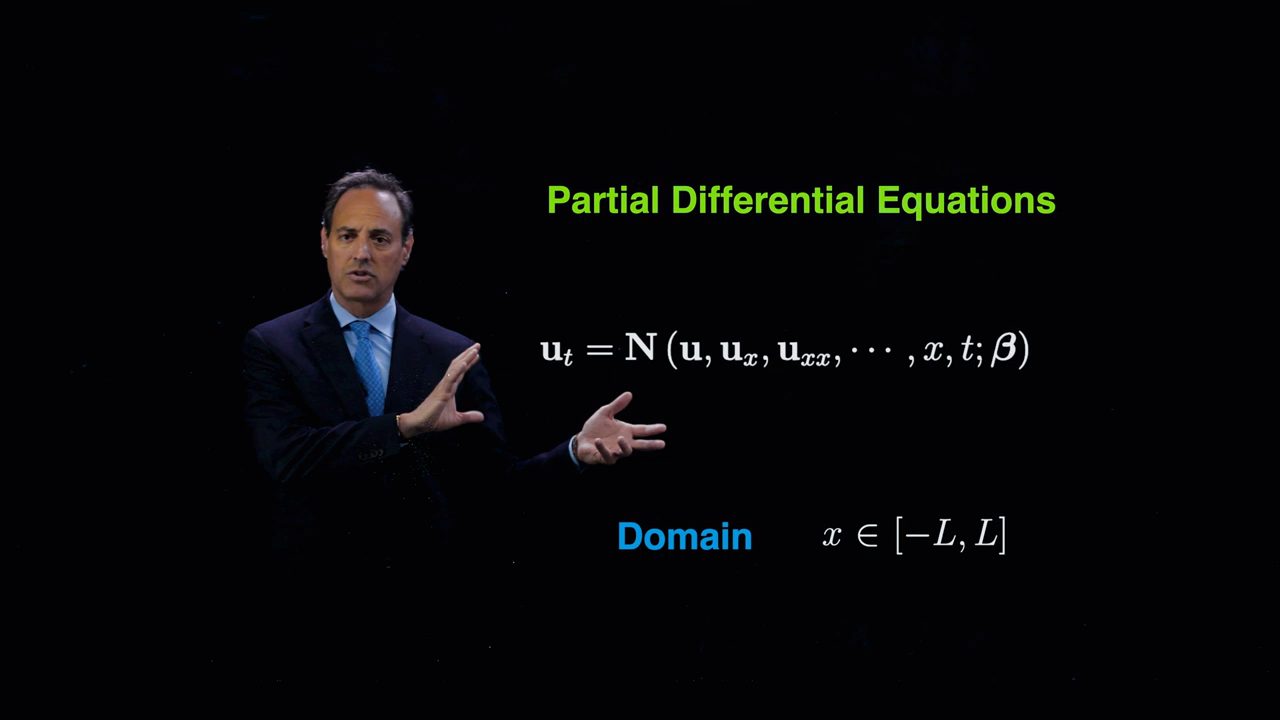 Partial Differential Equations
u_t = N (u, u_x, u_xx, ⋯ , x, t; β)
Domain x ∈ [−L, L]